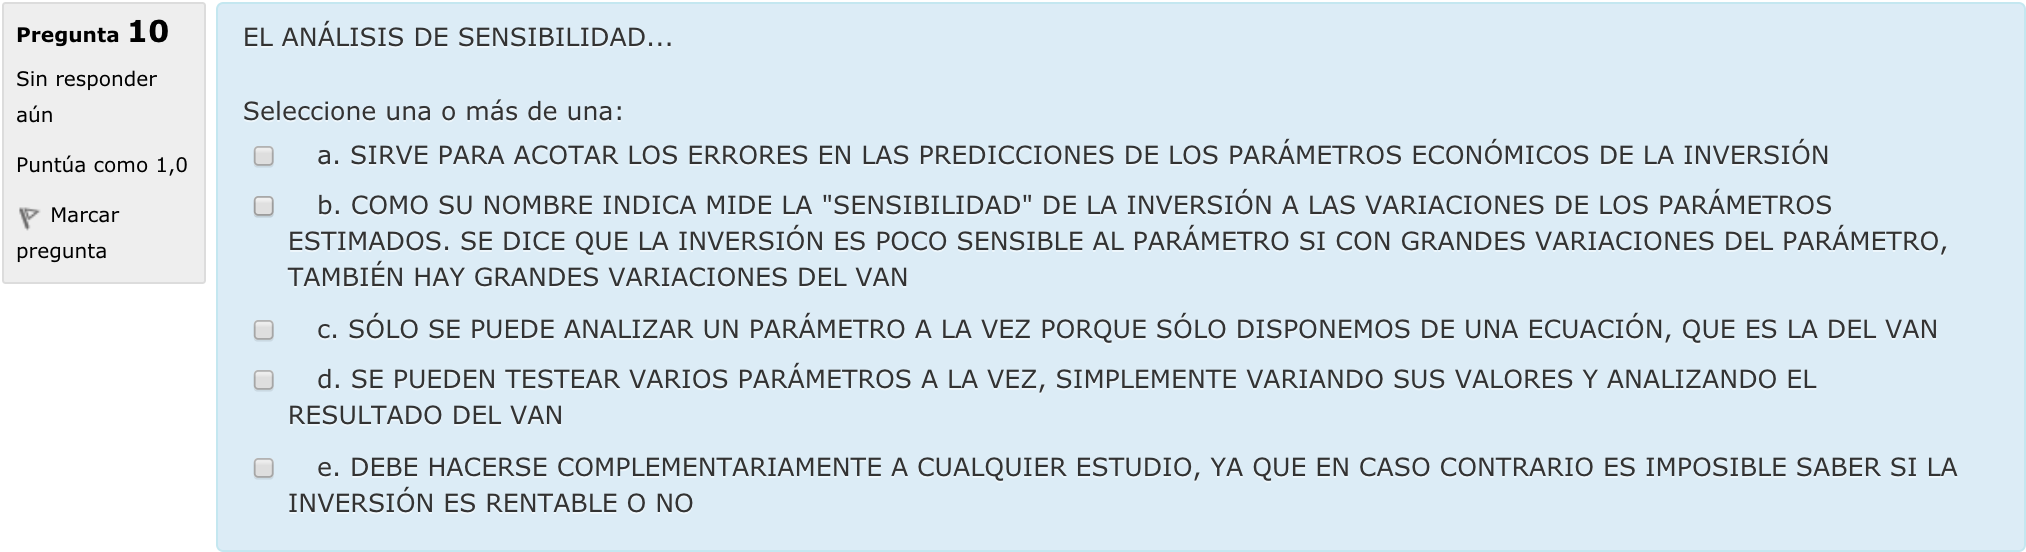 Pregunta 10
Sin responder
aún
Puntúa como 1,0
Marcar
pregunta
EL ANÁLISIS DE SENSIBILIDAD...
Seleccione una o más de una:
a. SIRVE PARA ACOTAR LOS ERRORES EN LAS PREDICCIONES DE LOS PARÁMETROS ECONÓMICOS DE LA INVERSIÓN
b. COMO SU NOMBRE INDICA MIDE LA "SENSIBILIDAD" DE LA INVERSIÓN A LAS VARIACIONES DE LOS PARÁMETROS
ESTIMADOS. SE DICE QUE LA INVERSIÓN ES POCO SENSIBLE AL PARÁMETRO SI CON GRANDES VARIACIONES DEL PARÁMETRO,
TAMBIÉN HAY GRANDES VARIACIONES DEL VAN
c. SÓLO SE PUEDE ANALIZAR UN PARÁMETRO A LA VEZ PORQUE SÓLO DISPONEMOS DE UNA ECUACIÓN, QUE ES LA DEL VAN
d. SE PUEDEN TESTEAR VARIOS PARÁMETROS A LA VEZ, SIMPLEMENTE VARIANDO SUS VALORES Y ANALIZANDO EL
RESULTADO DEL VAN
e. DEBE HACERSE COMPLEMENTARIAMENTE A CUALQUIER ESTUDIO, YA QUE EN CASO CONTRARIO ES IMPOSIBLE SABER SI LA
INVERSIÓN ES RENTABLE O NO